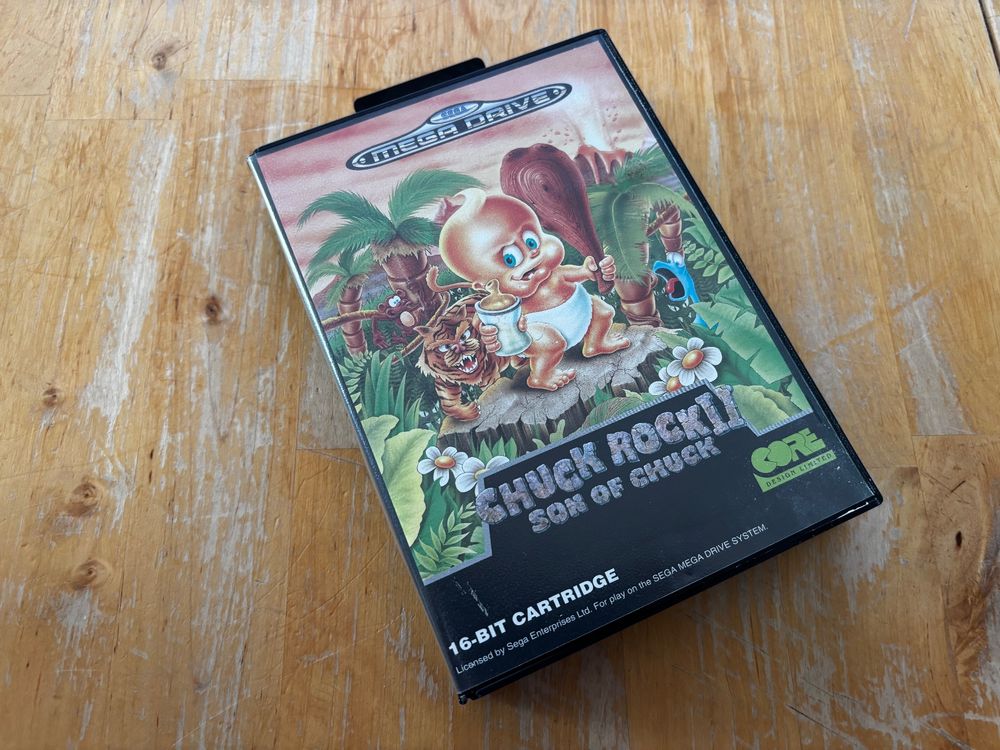 SEGA
MEGA DRIVE
CHUCK ROCK II
SON OF CHUCK
CORE
DESIGN LIMITED
16-BIT CARTRIDGE
Licensed by Sega Enterprises Ltd. For play on the SEGA MEGA DRIVE SYSTEM.